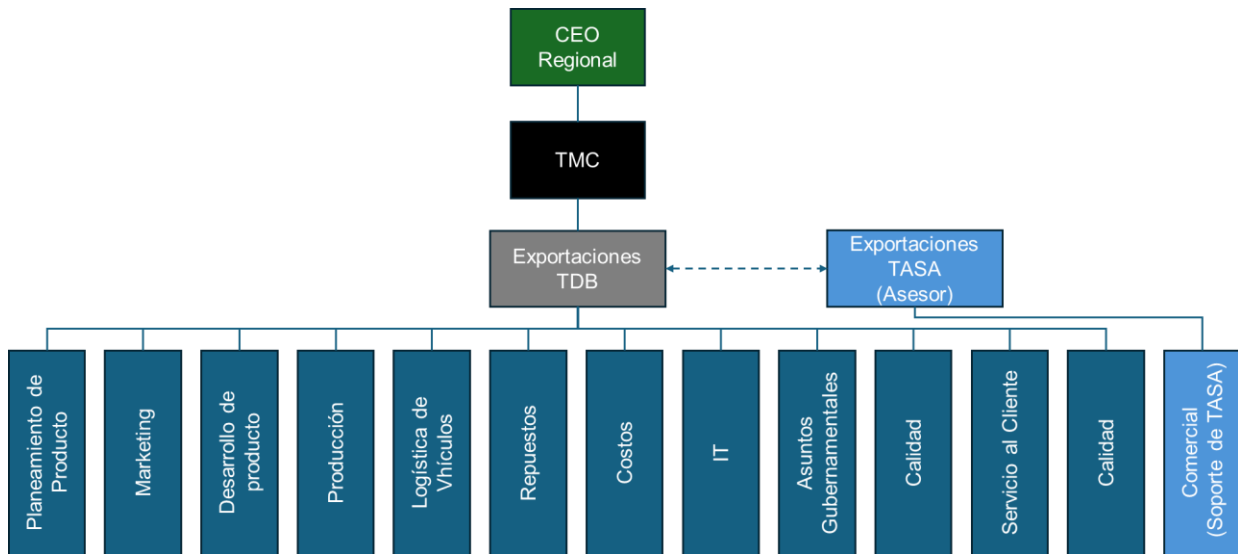 CEO
Regional
TMC
Exportaciones
TDB
Exportaciones
TASA
(Asesor)
Planeamiento de
Producto
Marketing
Desarrollo de
producto
Producción
Logística de
Vhículos
Repuestos
Costos
IT
Asuntos
Gubernamentales
Calidad
Servicio al Cliente
Calidad
Comercial
(Soporte de TASA)